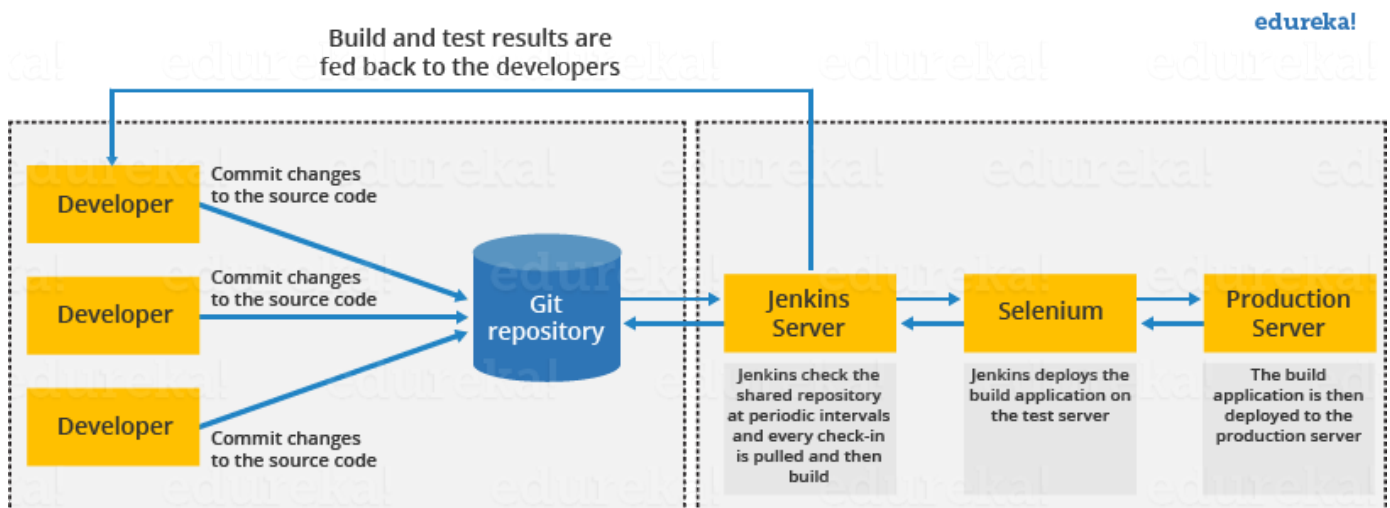 edureka!
Build and test results are
fed back to the developers
Developer
Commit changes
to the source code
Developer
Commit changes
to the source code
Developer
Commit changes
to the source code
Git
repository
Jenkins
Server
Jenkins check the
shared repository
at periodic intervals
and every check-in
is pulled and then
build
Selenium
Jenkins deploys the
build application on
the test server
Production
Server
The build
application is then
deployed to the
production server